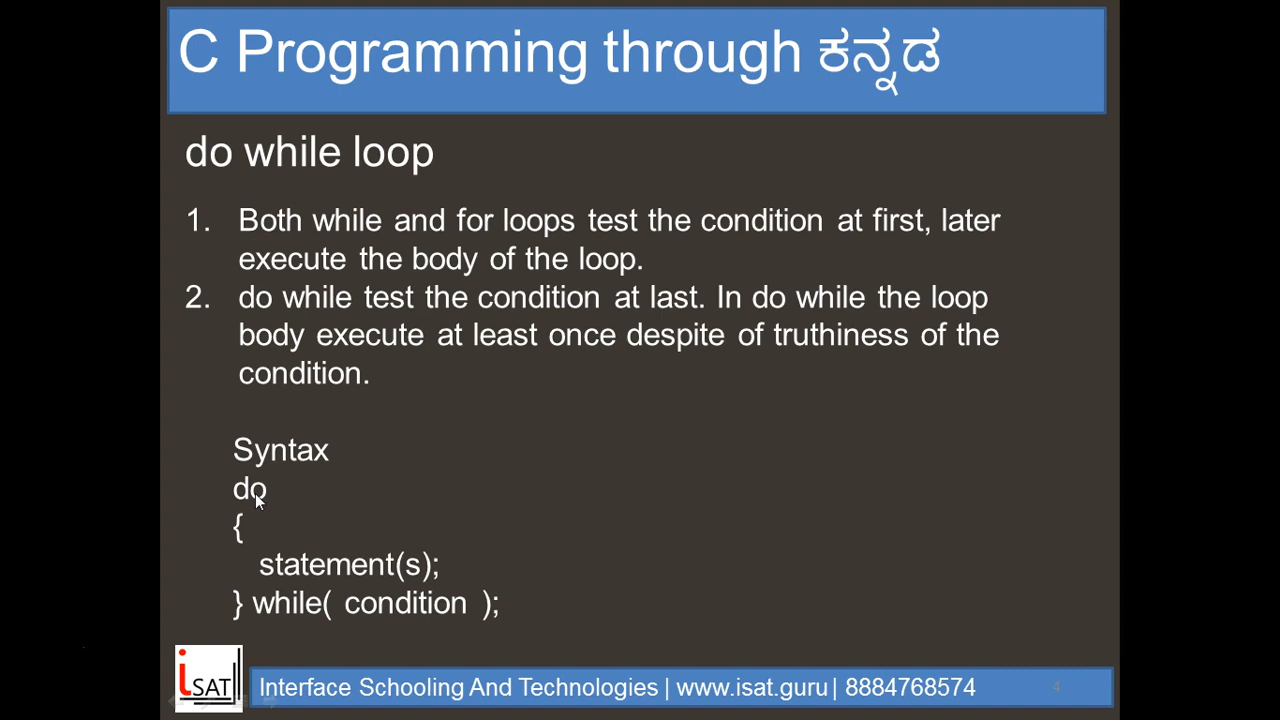 C Programming through ಕನ್ನಡ
do while loop
1. Both while and for loops test the condition at first, later
execute the body of the loop.
2. do while test the condition at last. In do while the loop
body execute at least once despite of truthiness of the
condition.
Syntax
do
{
statement(s);
} while( condition );
iSAT
Interface Schooling And Technologies | www.isat.guru | 8884768574
4